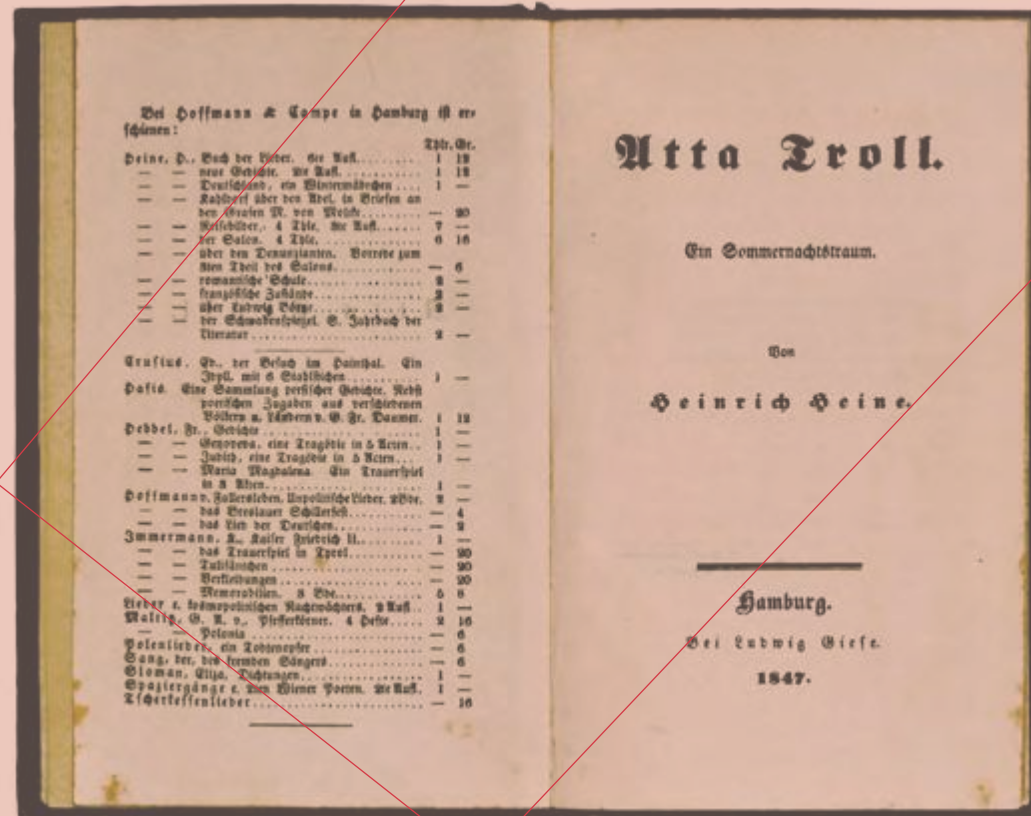 Bei Hoffmann & Campe in Hamburg ist er-
schienen:
Thlr. Gr.
Heine, H., Buch der Lieder. 6te Aufl. ........ 1 12
— — neue Gedichte. 2te Aufl. ............ 1 12
— — Deutschland, ein Wintermährchen .... 1 —
— — Kahldorf über den Adel, in Briefen an
den Grafen M. von Moltke .......... — 20
— — Reisebilder, 4 Thle, Aufl. ....... 7 —
— — der Salon. 4 Thle. ................ 6 16
— — über den Denunzianten. Vorrede zum
3ten Theil des Salons .............. — 6
— — romantische Schule ................ 2 —
— — französische Zustände .............. 2 —
— — über Ludwig Börne ................ 2 —
— — der Schwabenspiegel. S. Jahrbuch der
Literatur ........................ 2 —
Crusius, Ed., der Besuch im Hainthal. Ein
Idyll, mit 6 Stahlstichen .......... 1 —
Hafis. Eine Sammlung persischer Gedichte. Nebst
poetischen Zugaben aus verschiedenen
Völkern u. Ländern v. G. Fr. Daumer. 1 12
Hebbel, Fr., Gedichte .................... 1 —
— — Genoveva, eine Tragödie in 5 Acten .. 1 —
— — Judith, eine Tragödie in 5 Acten .... 1 —
— — Maria Magdalena. Ein Trauerspiel
in 3 Akten ........................ 1 —
Hoffmann v. Fallersleben, Unpolitische Lieder, 2 Bde. 2 —
— — das Breslauer Schillerfest .......... — 4
— — das Lied der Deutschen .............. — 2
Immermann, K., Kaiser Friedrich II. ........ 1 —
— — das Trauerspiel in Tyrol ............ — 20
— — Tulifäntchen ...................... — 20
— — Verkleidungen .................... — 20
— — Memorabilien. 3 Bde. .............. 5 8
Lieder e. kosmopolitischen Nachtwächters. 2 Aufl. 1 —
Maltitz, G. A. v., Pfefferkörner. 4 Hefte ...... 2 16
— — Polonia ........................ — 6
Polenlieder, ein Todtenopfer .............. — 6
Sang, der, des fremden Sängers ............ — 6
Sloman, Eliza, Dichtungen ................ 1 —
Spaziergänge e. Wiener Poeten. 2te Aufl. 1 —
Tscherkessenlieder ...................... — 16
Atta Troll.
Ein Sommernachtstraum.
Von
Heinrich Heine.
Hamburg.
Bei Ludwig Giese.
1847.